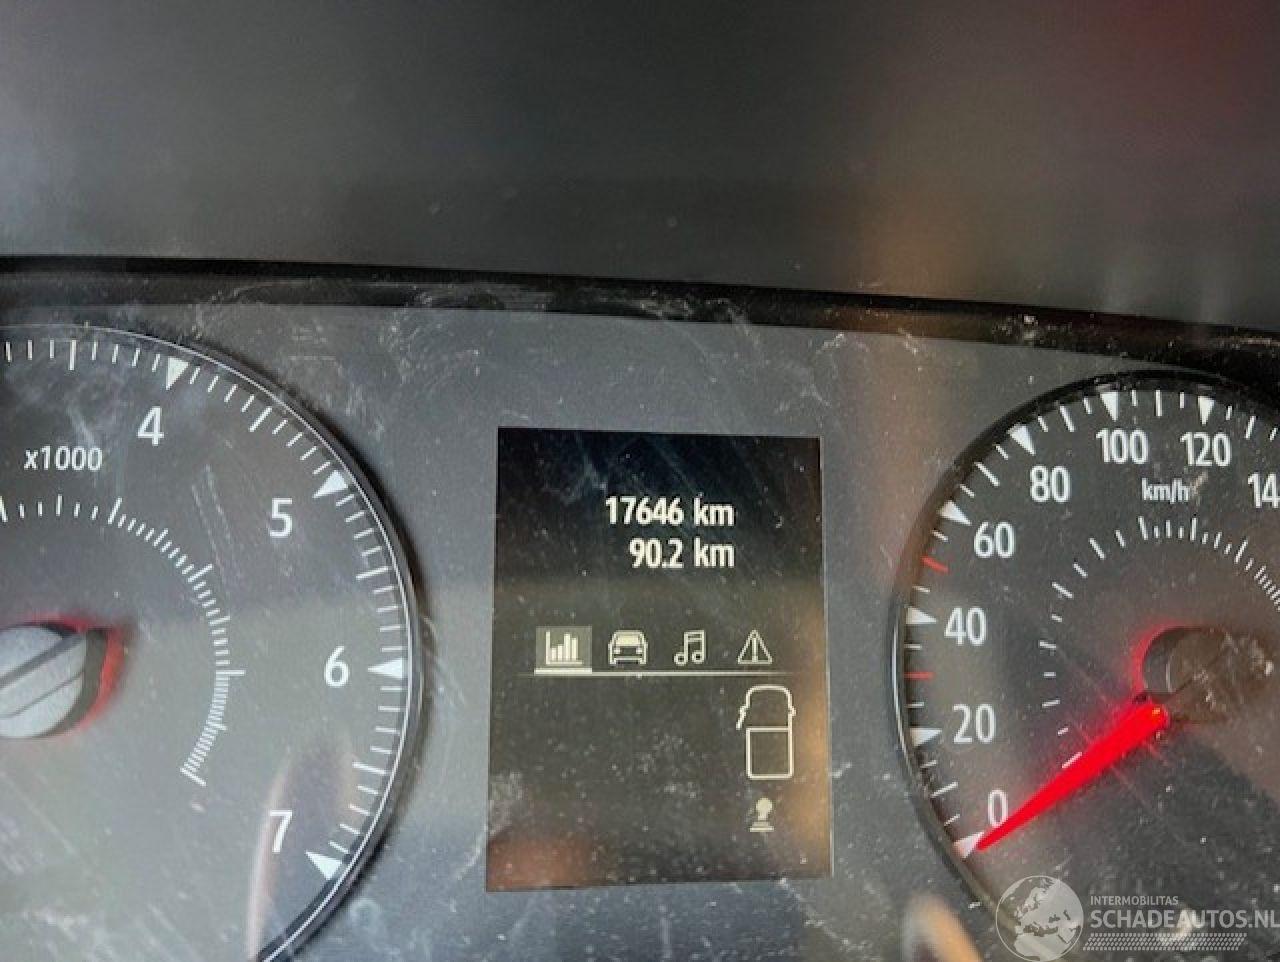 4
x1000
5
6
7
17646 km
90.2 km
0
20
40
60
80
100
120
14
km/h
INTERMOBILITAS
SCHADEAUTOS.NL